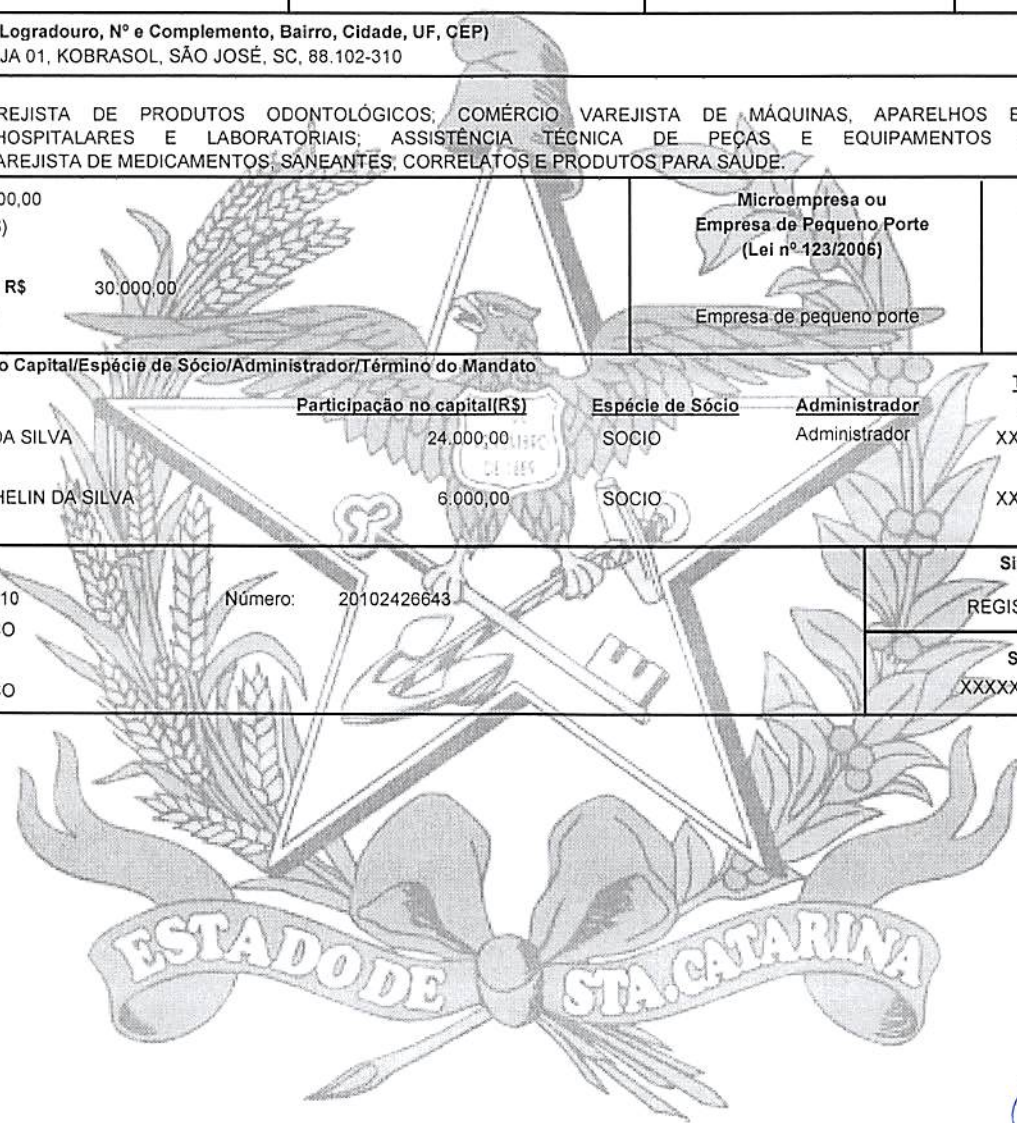 Logradouro, Nº e Complemento, Bairro, Cidade, UF, CEP)
JA 01, KOBRASOL, SÃO JOSÉ, SC, 88.102-310
REJISTA DE PRODUTOS ODONTOLÓGICOS; COMÉRCIO VAREJISTA DE MÁQUINAS, APARELHOS E
HOSPITALARES E LABORATORIAIS; ASSISTÊNCIA TÉCNICA DE PEÇAS E EQUIPAMENTOS
AREJISTA DE MEDICAMENTOS, SANEANTES, CORRELATOS E PRODUTOS PARA SAUDE.
00,00
Microempresa ou
Empresa de Pequeno Porte
(Lei nº 123/2006)
R$ 30.000,00
Empresa de pequeno porte
o Capital/Espécie de Sócio/Administrador/Término do Mandato
Participação no capital(R$) Espécie de Sócio Administrador
DA SILVA 24.000,00 SOCIO Administrador XX
HELIN DA SILVA 6.000,00 SOCIO XX
DE 1889
Si
10 Número: 20102426643 REGIS
CO
S
CO XXXXX
ESTADO DE STA. CATARINA